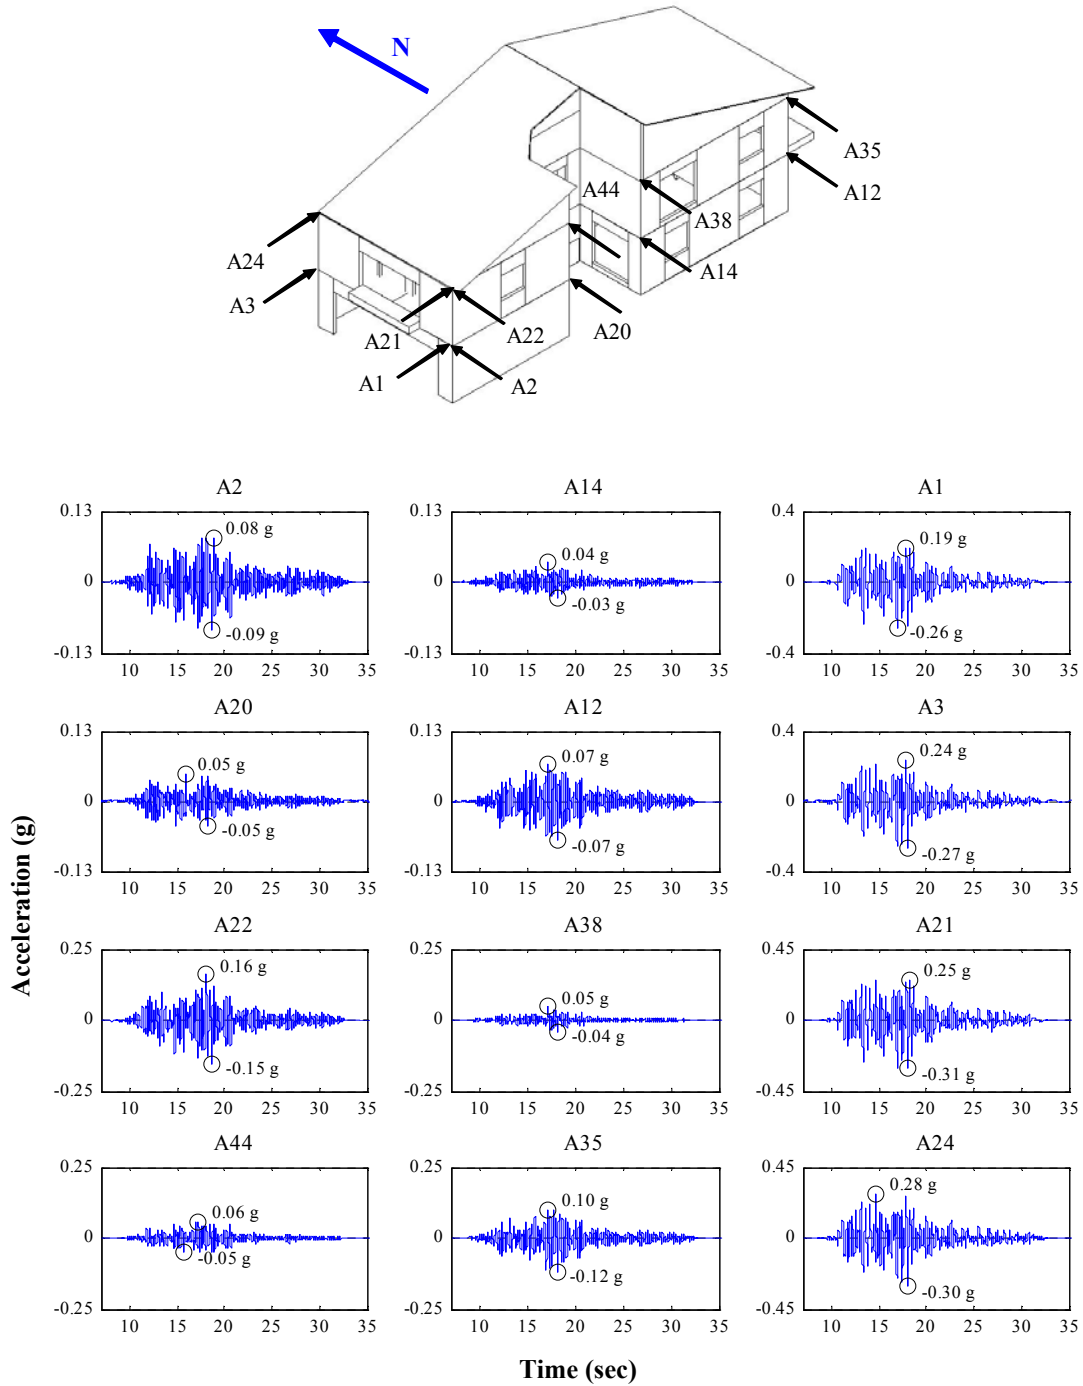 N
A35
A12
A44
A38
A14
A24
A3
A21
A22
A20
A1
A2
A2 A14 A1
0.13 0.08 g 0 -0.09 g -0.13
0.13 0.04 g 0 -0.03 g -0.13
0.4 0.19 g 0 -0.26 g -0.4
10 15 20 25 30 35 10 15 20 25 30 35 10 15 20 25 30 35
A20 A12 A3
0.13 0.05 g 0 -0.05 g -0.13
0.13 0.07 g 0 -0.07 g -0.13
0.4 0.24 g 0 -0.27 g -0.4
10 15 20 25 30 35 10 15 20 25 30 35 10 15 20 25 30 35
Acceleration (g)
A22 A38 A21
0.25 0.16 g 0 -0.15 g -0.25
0.25 0.05 g 0 -0.04 g -0.25
0.45 0.25 g 0 -0.31 g -0.45
10 15 20 25 30 35 10 15 20 25 30 35 10 15 20 25 30 35
A44 A35 A24
0.25 0.06 g 0 -0.05 g -0.25
0.25 0.10 g 0 -0.12 g -0.25
0.45 0.28 g 0 -0.30 g -0.45
10 15 20 25 30 35 10 15 20 25 30 35 10 15 20 25 30 35
Time (sec)